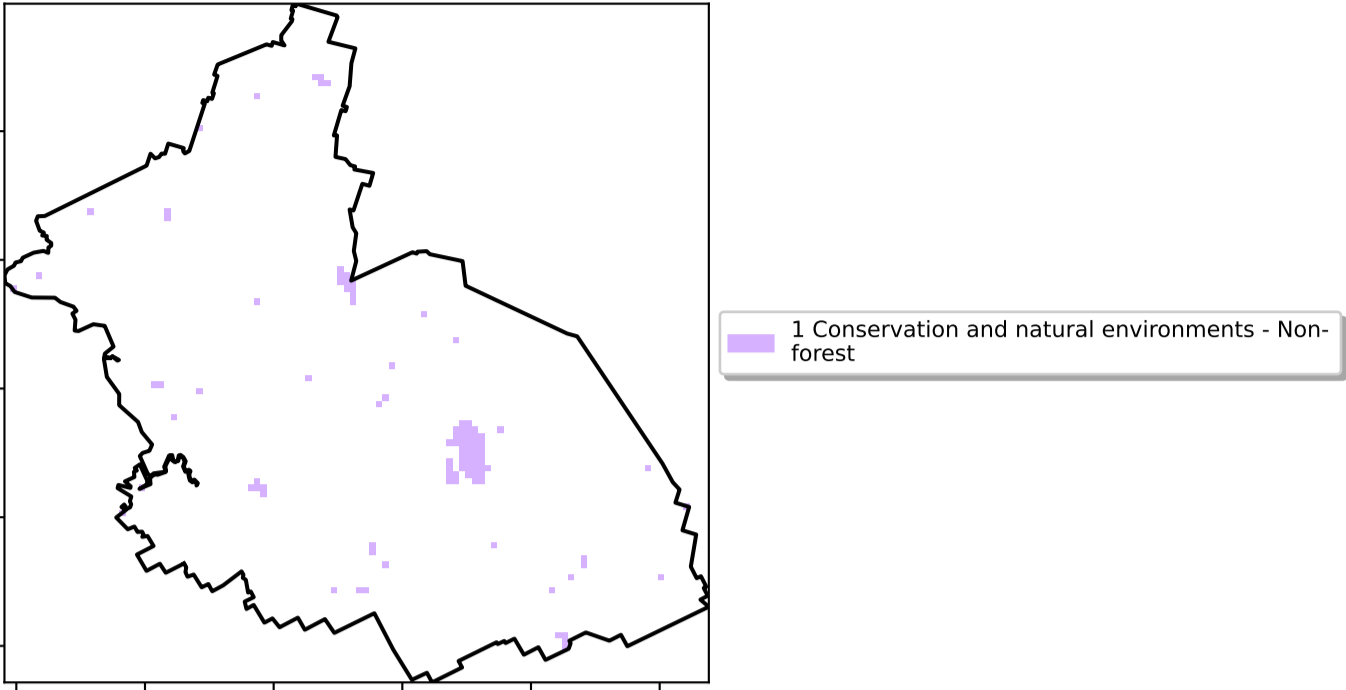 1 Conservation and natural environments - Non-
forest